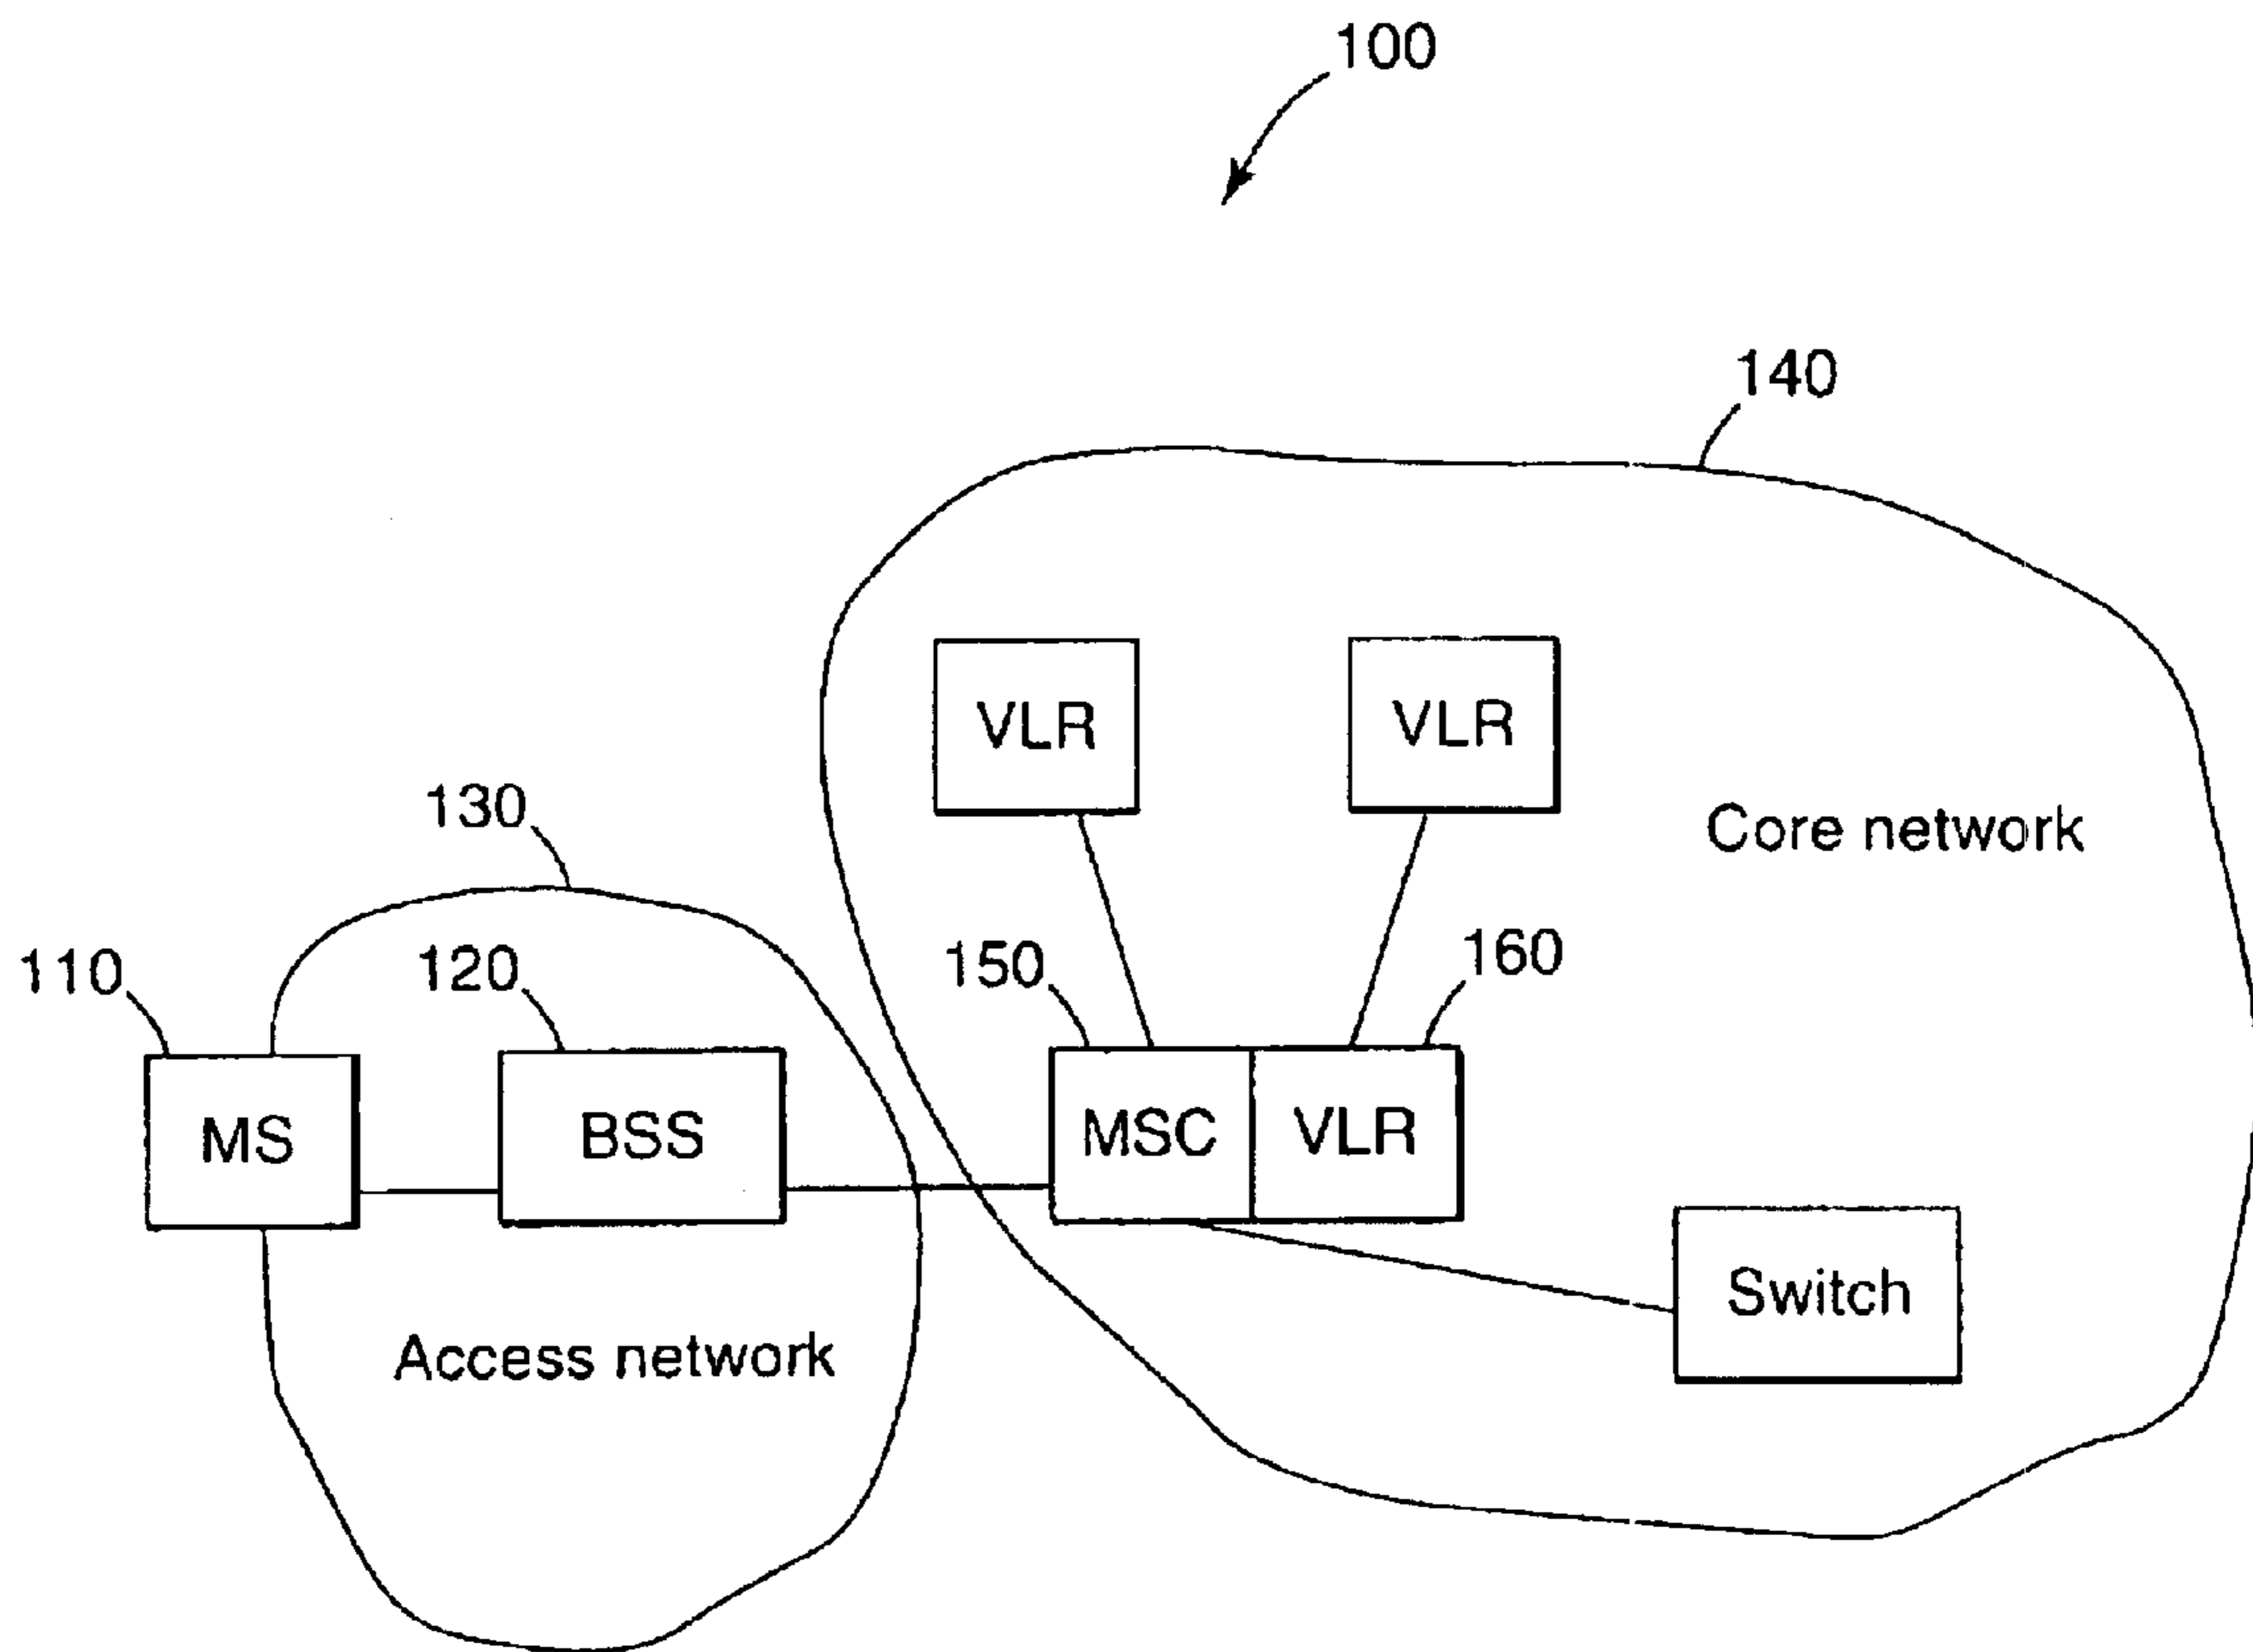 100
140
VLR
VLR
Core network
130
110
120
150
160
MS
BSS
MSC
VLR
Switch
Access network